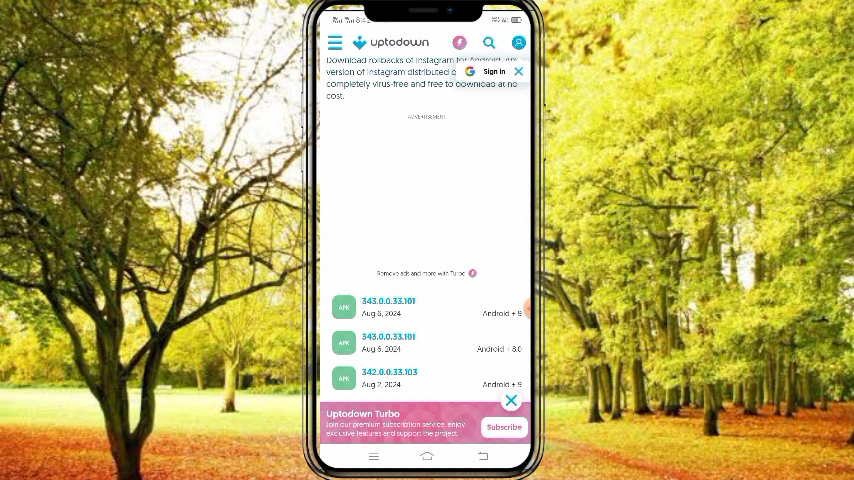 8:4
uptodown
Download rollbacks of Instagram for Android. Any
version of Instagram distributed o
Sign in
completely virus-free and free to download at no
cost.
ADVERTISEMENT
Remove ads and more with Turbo
APK
343.0.0.33.101
Aug 6, 2024
Android + 9
APK
343.0.0.33.101
Aug 6, 2024
Android + 8.0
APK
342.0.0.33.103
Aug 2, 2024
Android + 9
Uptodown Turbo
Join our premium subscription service, enjoy
exclusive features and support the project.
Subscribe